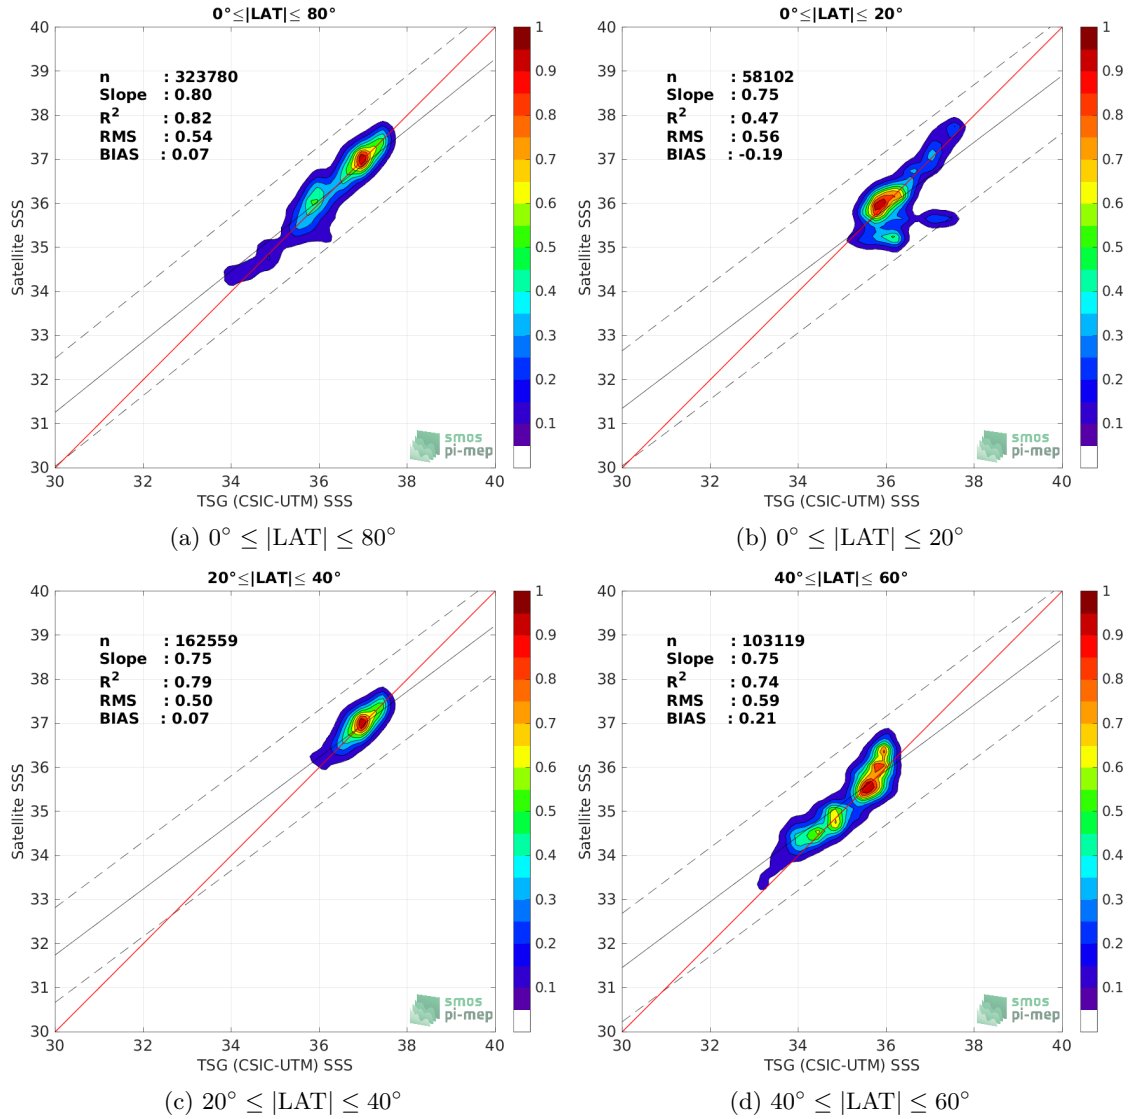 0°≤|LAT|≤ 80°
40
39
38
37
36
35
34
33
32
31
30
30
32
34
36
38
40
Satellite SSS
TSG (CSIC-UTM) SSS
n : 323780
Slope : 0.80
R² : 0.82
RMS : 0.54
BIAS : 0.07
smos
pi-mep
1
0.9
0.8
0.7
0.6
0.5
0.4
0.3
0.2
0.1
(a) 0° ≤ |LAT| ≤ 80°
0°≤|LAT|≤ 20°
40
39
38
37
36
35
34
33
32
31
30
30
32
34
36
38
40
Satellite SSS
TSG (CSIC-UTM) SSS
n : 58102
Slope : 0.75
R² : 0.47
RMS : 0.56
BIAS : -0.19
smos
pi-mep
1
0.9
0.8
0.7
0.6
0.5
0.4
0.3
0.2
0.1
(b) 0° ≤ |LAT| ≤ 20°
20°≤|LAT|≤ 40°
40
39
38
37
36
35
34
33
32
31
30
30
32
34
36
38
40
Satellite SSS
TSG (CSIC-UTM) SSS
n : 162559
Slope : 0.75
R² : 0.79
RMS : 0.50
BIAS : 0.07
smos
pi-mep
1
0.9
0.8
0.7
0.6
0.5
0.4
0.3
0.2
0.1
(c) 20° ≤ |LAT| ≤ 40°
40°≤|LAT|≤ 60°
40
39
38
37
36
35
34
33
32
31
30
30
32
34
36
38
40
Satellite SSS
TSG (CSIC-UTM) SSS
n : 103119
Slope : 0.75
R² : 0.74
RMS : 0.59
BIAS : 0.21
smos
pi-mep
1
0.9
0.8
0.7
0.6
0.5
0.4
0.3
0.2
0.1
(d) 40° ≤ |LAT| ≤ 60°